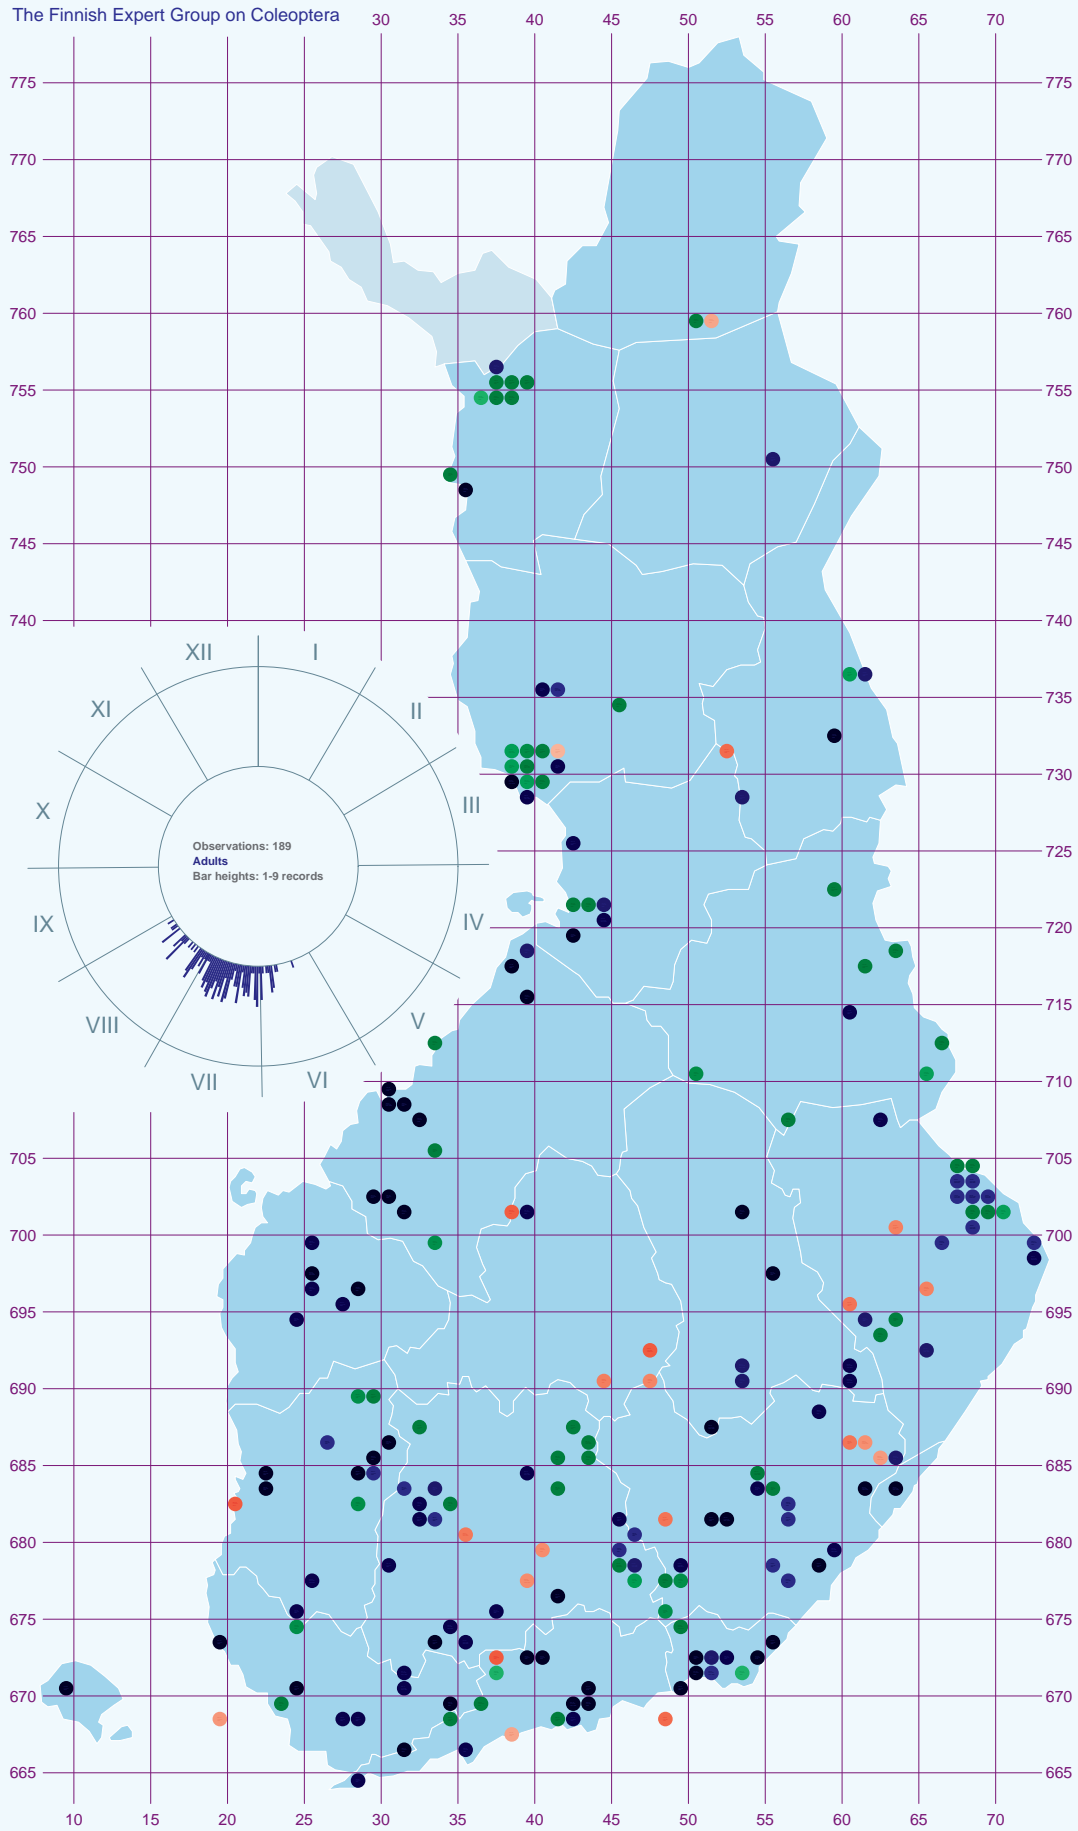 The Finnish Expert Group on Coleoptera
30 35 40 45 50 55 60 65 70
775 775
770 770
765 765
760 760
755 755
750 750
745 745
740 740
XII I
735
XI II
730
X III
Observations: 189
Adults
Bar heights: 1-9 records
725 725
IX IV
720 720
VIII V
715 715
VII VI
710 710
705 705
700 700
695 695
690 690
685 685
680 680
675 675
670 670
665 665
10 15 20 25 30 35 40 45 50 55 60 65 70